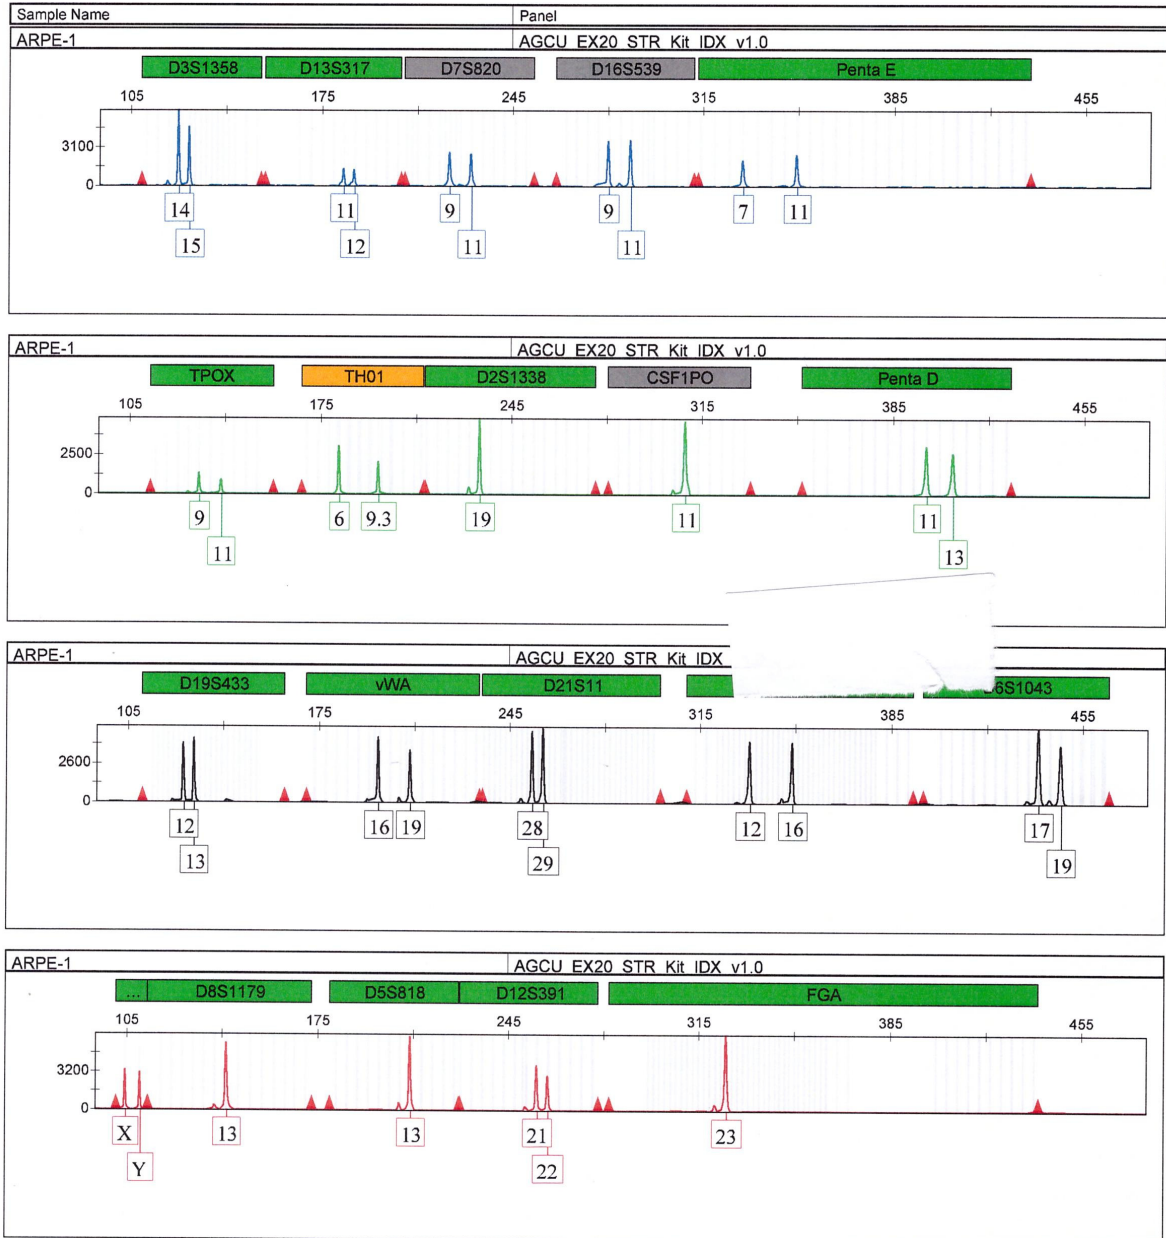 Sample Name Panel
ARPE-1 AGCU EX20 STR Kit IDX v1.0
D3S1358 D13S317 D7S820 D16S539 Penta E
105 175 245 315 385 455
3100
0
14 11 9 9 7 11
15 12 11 11
ARPE-1 AGCU EX20 STR Kit IDX v1.0
TPOX TH01 D2S1338 CSF1PO Penta D
105 175 245 315 385 455
2500
0
9 6 9.3 19 11 11
11 13
ARPE-1 AGCU EX20 STR Kit IDX
D19S433 vWA D21S11 6S1043
105 175 245 315 385 455
2600
0
12 16 19 28 12 16 17
13 29 19
ARPE-1 AGCU EX20 STR Kit IDX v1.0
... D8S1179 D5S818 D12S391 FGA
105 175 245 315 385 455
3200
0
X 13 13 21 23
Y 22